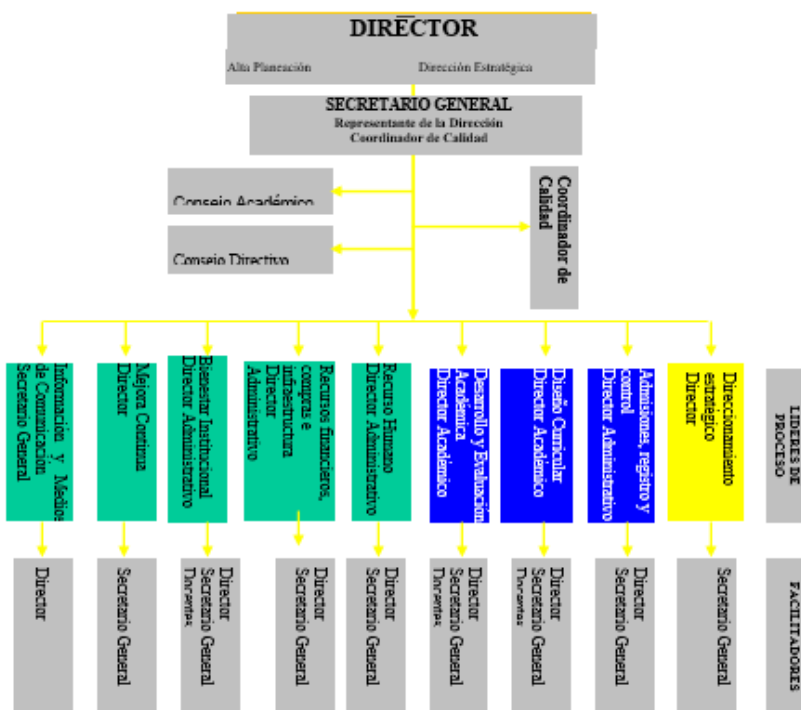 DIRECTOR
Alta Planeación Dirección Estratégica
SECRETARIO GENERAL
Representante de la Dirección
Coordinador de Calidad
Consejo Académico
Coordinador de
Calidad
Consejo Directivo
Información y Medios
de Comunicación
Secretario General
Mejora Continua
Director
Bienestar Institucional
Director Administrativo
Recursos financieros,
compras e
infraestructura
Director
Administrativo
Recurso Humano
Director Administrativo
Desarrollo y Evaluación
Académica
Director Académico
Diseño Curricular
Director Académico
Admisiones, registro y
control
Director Administrativo
Direccionamiento
estratégico
Director
LIDERES DE
PROCESO
Director
Secretario General
Director
Secretario General
Docentes
Director
Secretario General
Director
Secretario General
Director
Secretario General
Docentes
Director
Secretario General
Docentes
Director
Secretario General
Secretario General
FACILITADORES